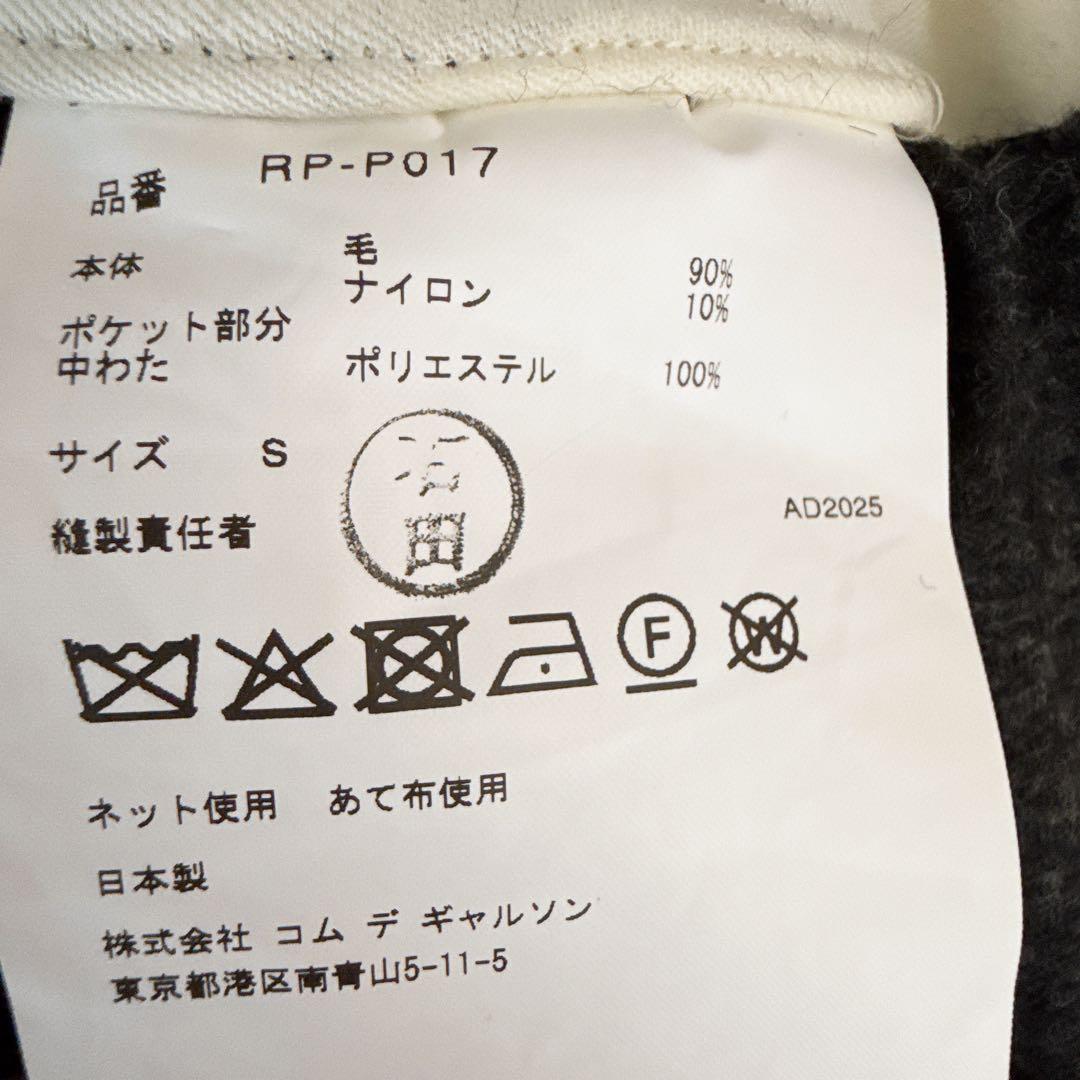 品番 RP-P017
本体 毛 90%
ナイロン 10%
ポケット部分
中わた ポリエステル 100%
サイズ S
石田
縫製責任者
AD2025
F
W
ネット使用 あて布使用
日本製
株式会社 コム デ ギャルソン
東京都港区南青山5-11-5